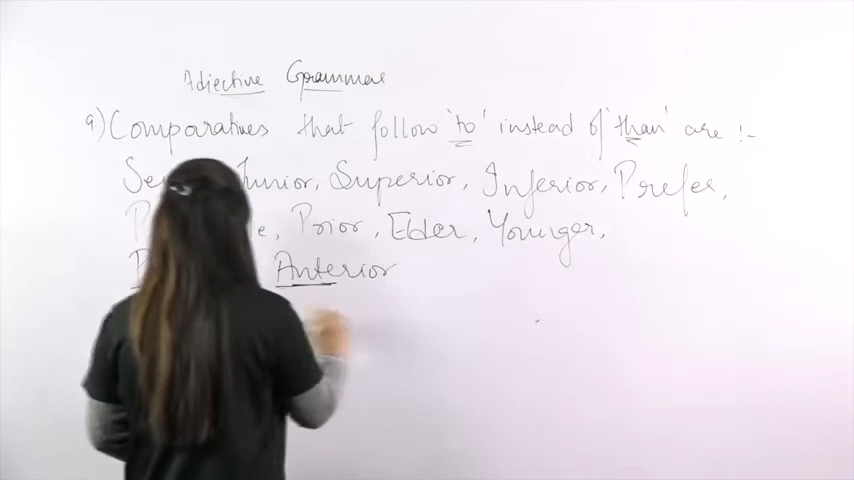 Adjective Grammar
9) Comparatives that follow 'to' instead of 'than' are :-
Junior, Superior, Inferior, Prefer,
Prior, Elder, Younger,
Anterior